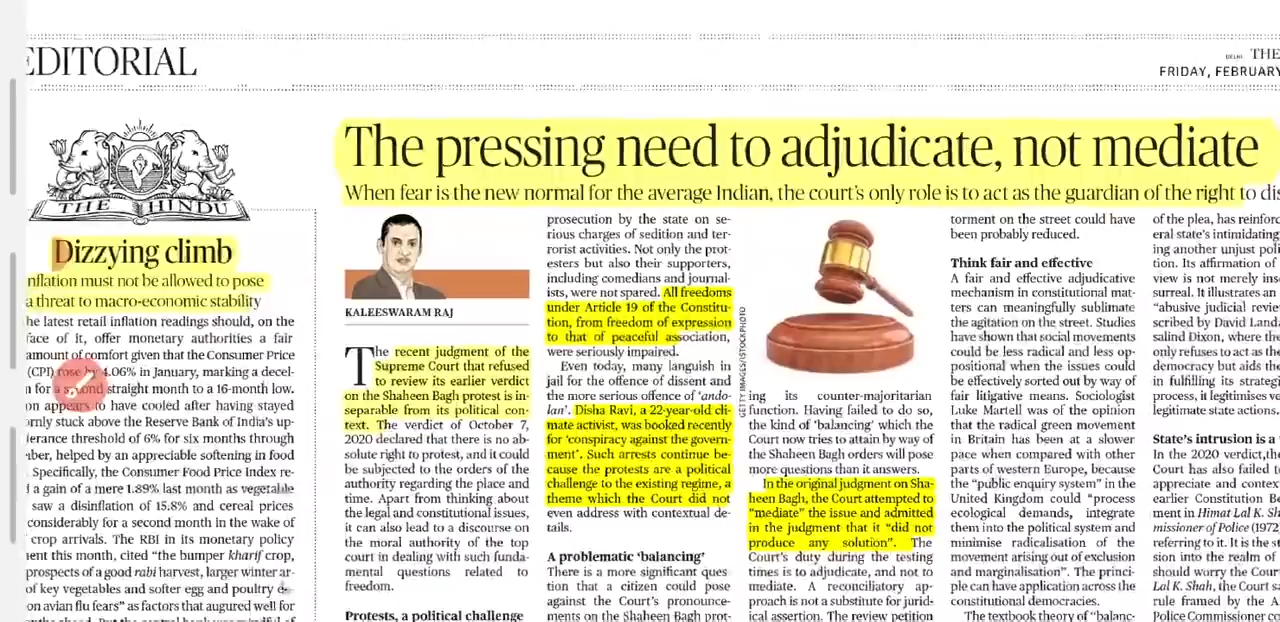 EDITORIAL
DELHI THE
FRIDAY, FEBRUARY
THE HINDU
Dizzying climb
nflation must not be allowed to pose
a threat to macro-economic stability
he latest retail inflation readings should, on the
face of it, offer monetary authorities a fair
amount of comfort given that the Consumer Price
(CPI) rose by 4.06% in January, marking a decel-
n for a second straight month to a 16-month low.
on appears to have cooled after having stayed
ornly stuck above the Reserve Bank of India's up-
lerance threshold of 6% for six months through
ber, helped by an appreciable softening in food
. Specifically, the Consumer Food Price Index re-
d a gain of a mere 1.89% last month as vegetable
saw a disinflation of 15.8% and cereal prices
considerably for a second month in the wake of
crop arrivals. The RBI in its monetary policy
ent this month, cited “the bumper kharif crop,
prospects of a good rabi harvest, larger winter ar-
of key vegetables and softer egg and poultry de-
on avian flu fears” as factors that augured well for
The pressing need to adjudicate, not mediate
When fear is the new normal for the average Indian, the court's only role is to act as the guardian of the right to di
KALEESWARAM RAJ
The recent judgment of the
Supreme Court that refused
to review its earlier verdict
on the Shaheen Bagh protest is in-
separable from its political con-
text. The verdict of October 7,
2020 declared that there is no ab-
solute right to protest, and it could
be subjected to the orders of the
authority regarding the place and
time. Apart from thinking about
the legal and constitutional issues,
it can also lead to a discourse on
the moral authority of the top
court in dealing with such funda-
mental questions related to
freedom.
Protests, a political challenge
prosecution by the state on se-
rious charges of sedition and ter-
rorist activities. Not only the prot-
esters but also their supporters,
including comedians and journal-
ists, were not spared. All freedoms
under Article 19 of the Constitu-
tion, from freedom of expression
to that of peaceful association,
were seriously impaired.
Even today, many languish in
jail for the offence of dissent and
the more serious offence of ‘ando-
lan’. Disha Ravi, a 22-year-old cli-
mate activist, was booked recently
for ‘conspiracy against the govern-
ment’. Such arrests continue be-
cause the protests are a political
challenge to the existing regime, a
theme which the Court did not
even address with contextual de-
tails.
A problematic ‘balancing’
There is a more significant ques
tion that a citizen could pose
against the Court's pronounce-
ments on the Shaheen Bagh prot-
GETTY IMAGES/ISTOCKPHOTO
ing its counter-majoritarian
function. Having failed to do so,
the kind of ‘balancing’ which the
Court now tries to attain by way of
the Shaheen Bagh orders will pose
more questions than it answers.
In the original judgment on Sha-
heen Bagh, the Court attempted to
“mediate” the issue and admitted
in the judgment that it “did not
produce any solution”. The
Court's duty during the testing
times is to adjudicate, and not to
mediate. A reconciliatory ap-
proach is not a substitute for jurid-
ical assertion. The review petition
torment on the street could have
been probably reduced.
Think fair and effective
A fair and effective adjudicative
mechanism in constitutional mat-
ters can meaningfully sublimate
the agitation on the street. Studies
have shown that social movements
could be less radical and less op-
positional when the issues could
be effectively sorted out by way of
fair litigative means. Sociologist
Luke Martell was of the opinion
that the radical green movement
in Britain has been at a slower
pace when compared with other
parts of western Europe, because
the “public enquiry system” in the
United Kingdom could “process
ecological demands, integrate
them into the political system and
minimise radicalisation of the
movement arising out of exclusion
and marginalisation”. The princi-
ple can have application across the
constitutional democracies.
The textbook theory of “balanc-
of the plea, has reinforc
eral state's intimidating
ing another unjust poli
tion. Its affirmation of
view is not merely inse
surreal. It illustrates an
“abusive judicial revie
scribed by David Landa
salind Dixon, where the
only refuses to act as the
democracy but aids the
in fulfilling its strategi
process, it legitimises ve
legitimate state actions.
State's intrusion is a
In the 2020 verdict,the
Court has also failed to
appreciate and contex
earlier Constitution Be
ment in Himat Lal K. Sh
missioner of Police (1972
referring to it. It is the st
sion into the realm of
should worry the Court
Lal K. Shah, the Court sa
rule framed by the A
Police Commissioner co